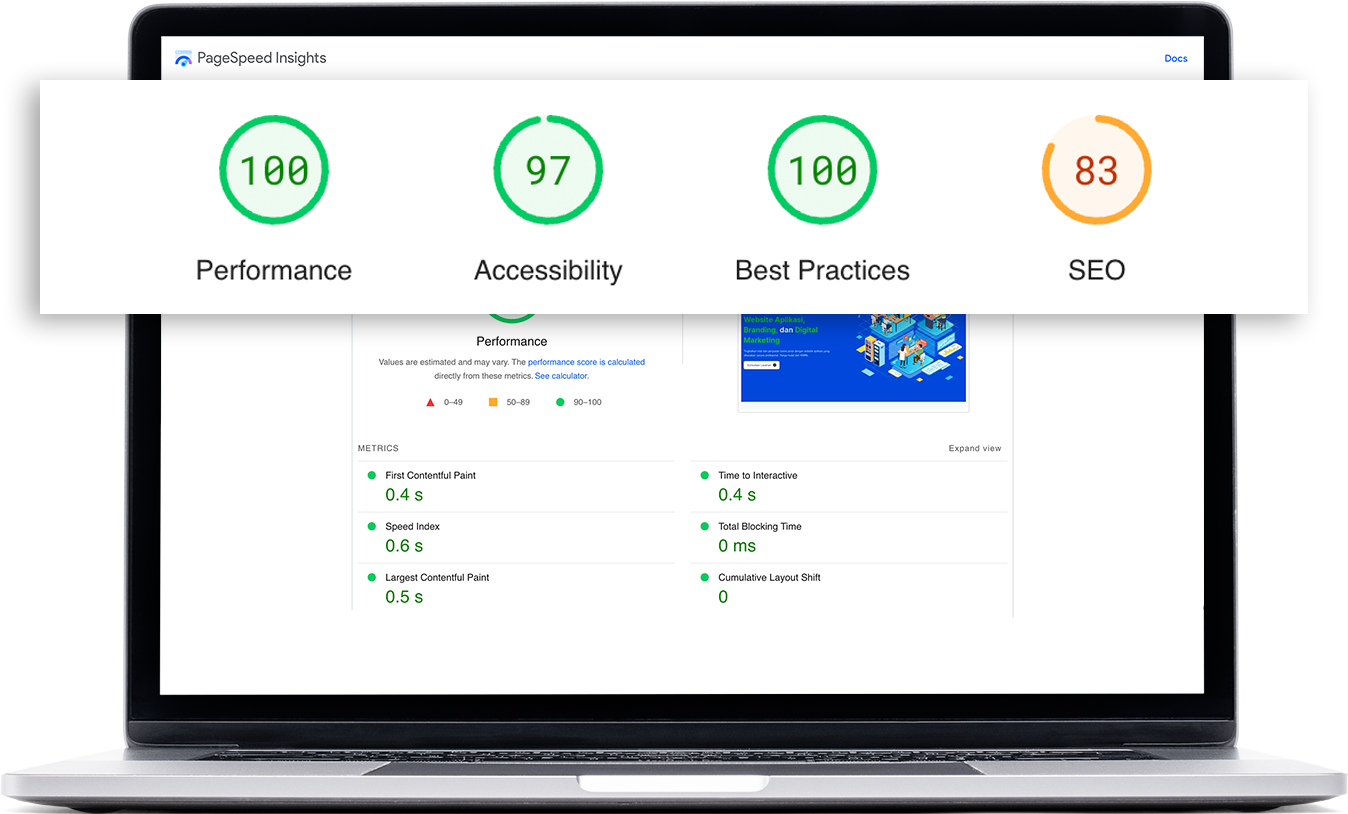 PageSpeed Insights
Docs
100
97
100
83
Performance
Accessibility
Best Practices
SEO
Performance
Values are estimated and may vary. The performance score is calculated
directly from these metrics. See calculator.
0–49
50–89
90–100
Website Aplikasi,
Branding, dan Digital
Marketing
METRICS
Expand view
First Contentful Paint
0.4 s
Time to Interactive
0.4 s
Speed Index
0.6 s
Total Blocking Time
0 ms
Largest Contentful Paint
0.5 s
Cumulative Layout Shift
0